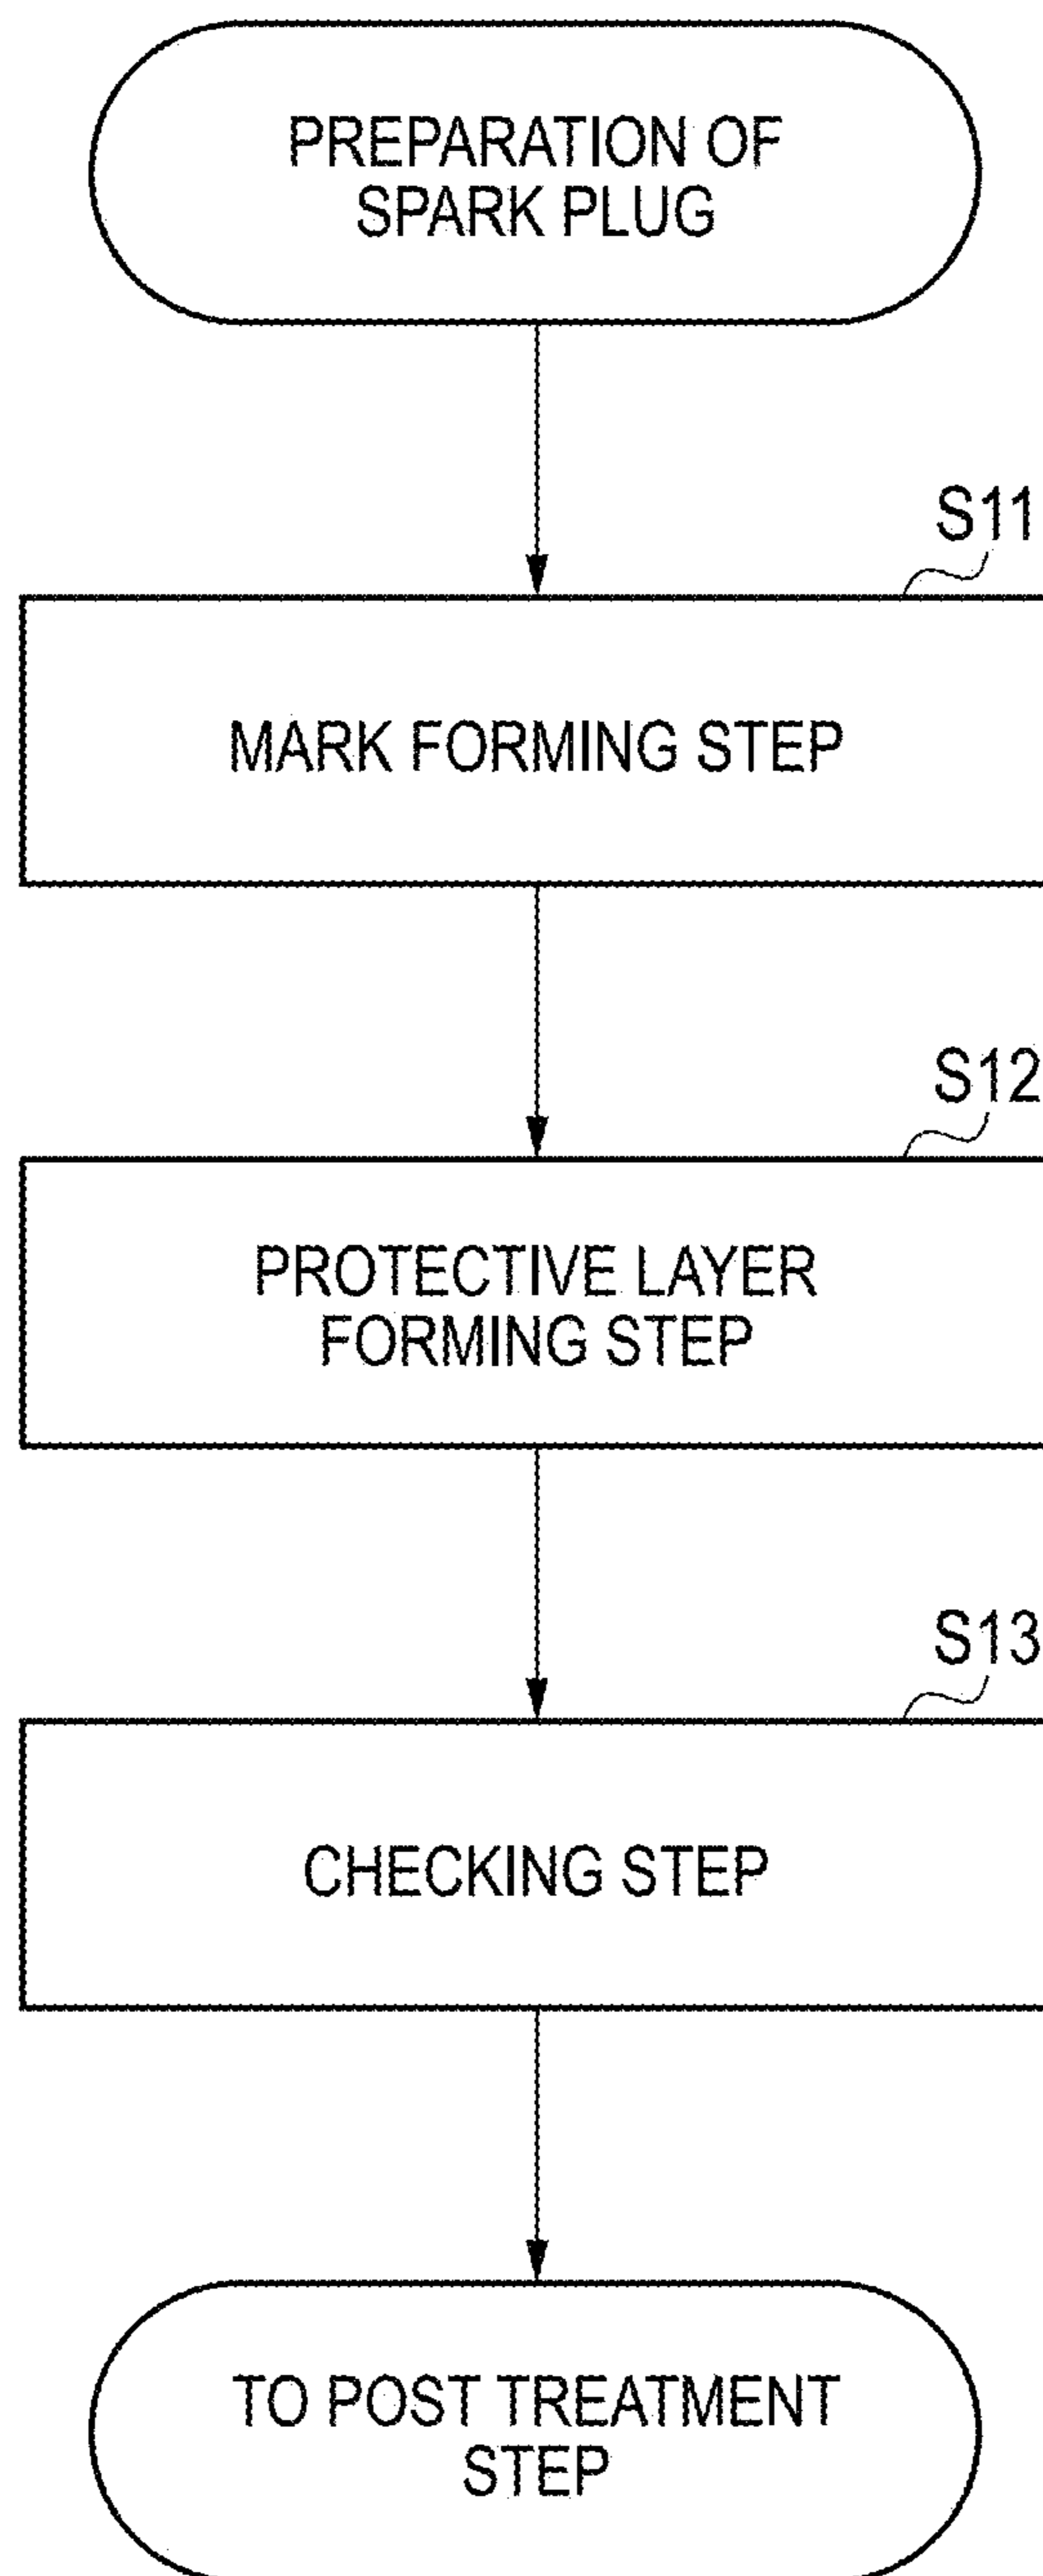 PREPARATION OF
SPARK PLUG
S11
MARK FORMING STEP
S12
PROTECTIVE LAYER
FORMING STEP
S13
CHECKING STEP
TO POST TREATMENT
STEP